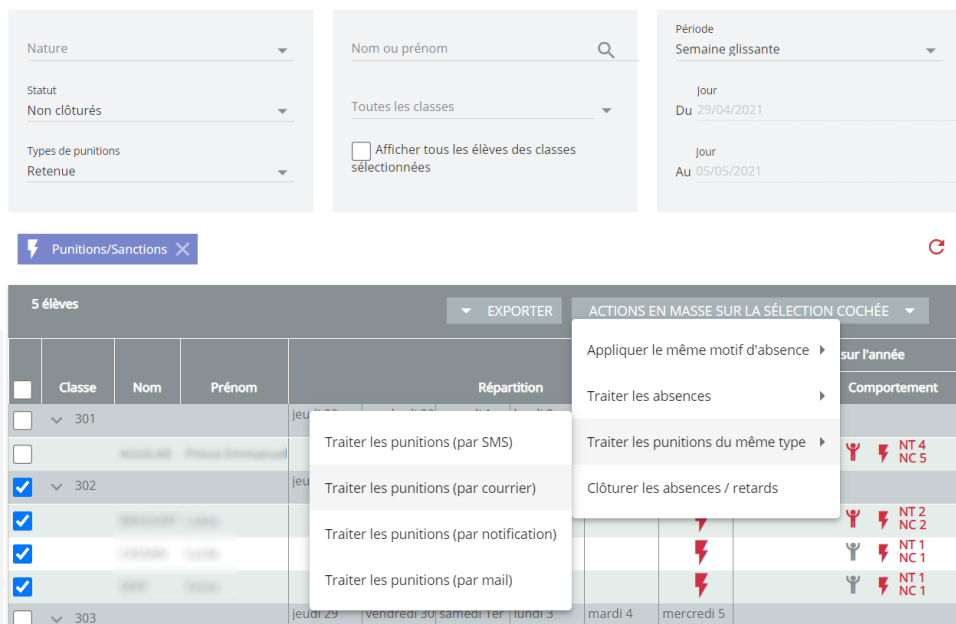 Nature
Statut
Non clôturés
Types de punitions
Retenue
Nom ou prénom
Toutes les classes
Afficher tous les élèves des classes
sélectionnées
Période
Semaine glissante
Jour
Du 29/04/2021
Jour
Au 05/05/2021
Punitions/Sanctions
5 élèves
EXPORTER
ACTIONS EN MASSE SUR LA SÉLECTION COCHÉE
Appliquer le même motif d'absence
Traiter les absences
Traiter les punitions du même type
Clôturer les absences / retards
Traiter les punitions (par SMS)
Traiter les punitions (par courrier)
Traiter les punitions (par notification)
Traiter les punitions (par mail)
sur l'année
Classe Nom Prénom Répartition Comportement
301
NT 4
NC 5
302
NT 2
NC 2
NT 1
NC 1
NT 1
NC 1
303 jeudi 29 vendredi 30 samedi 1er lundi 3 mardi 4 mercredi 5